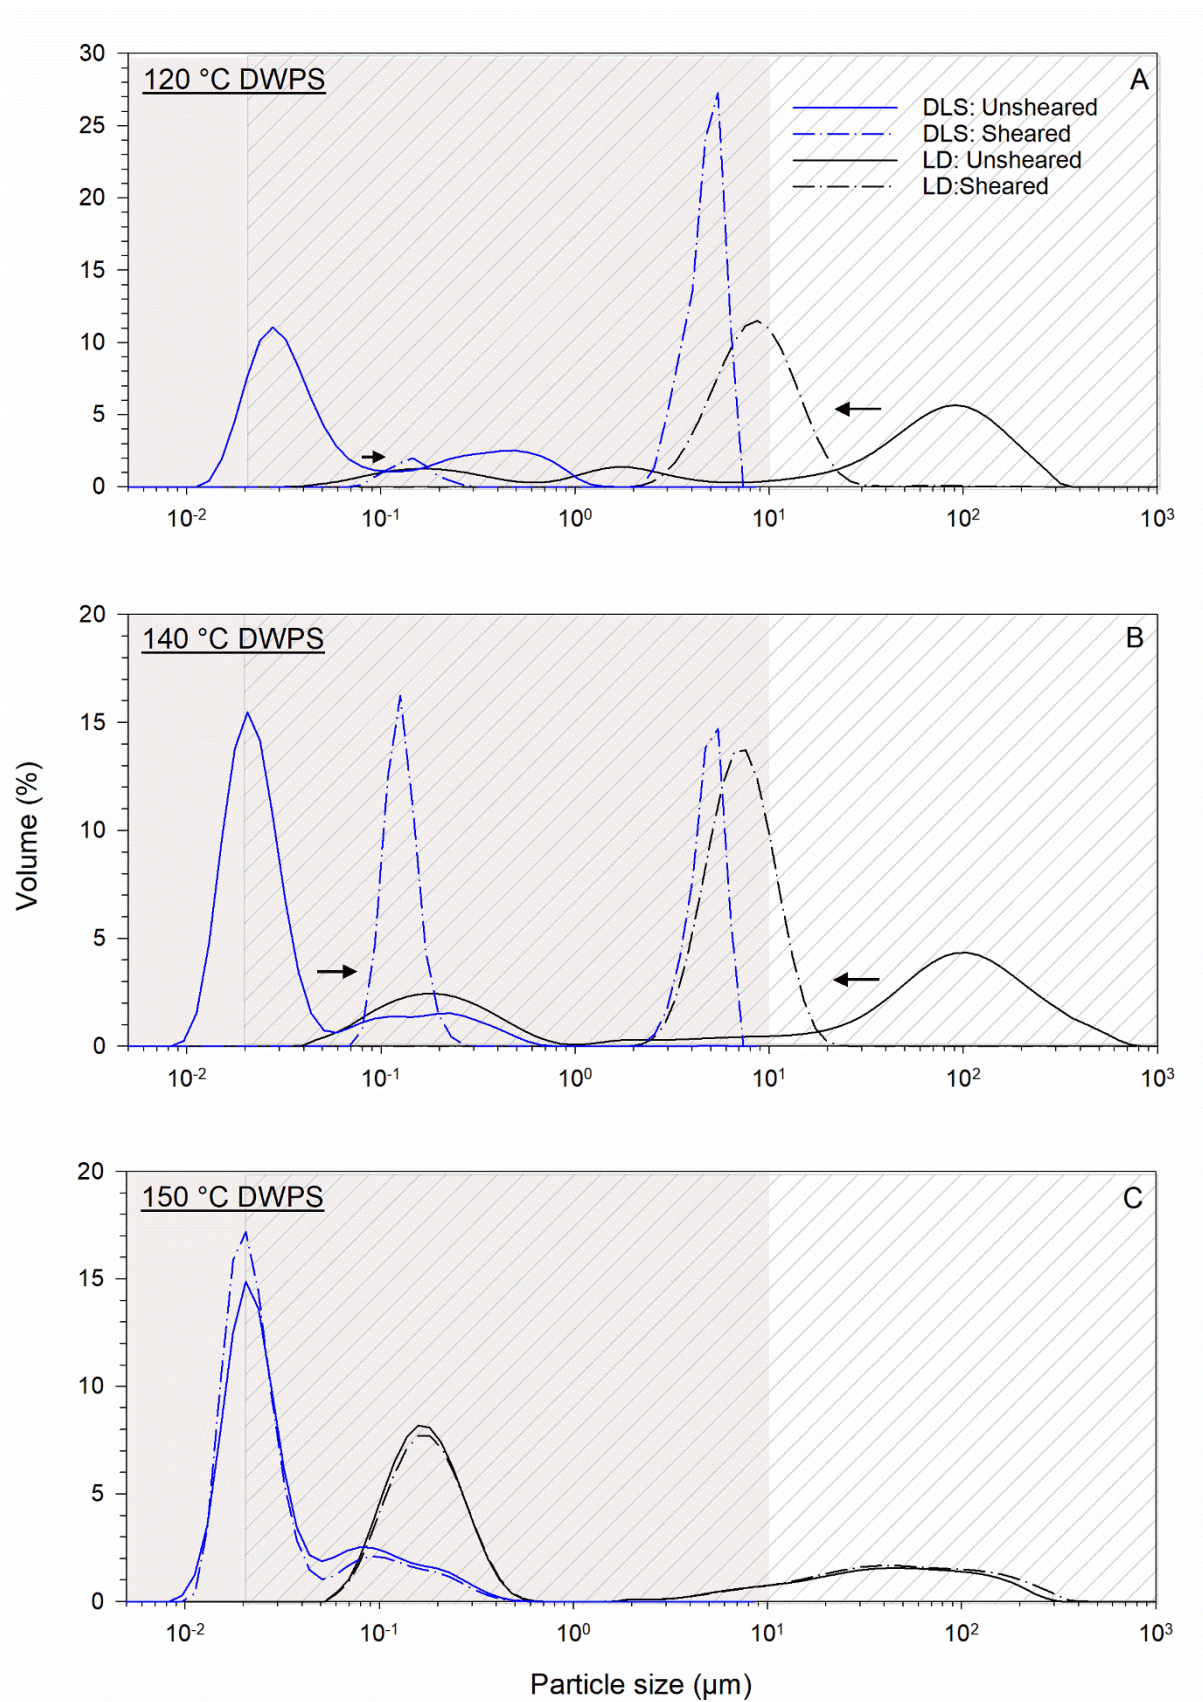 30
25
20
15
10
5
0
120 °C DWPS
A
DLS: Unsheared
DLS: Sheared
LD: Unsheared
LD:Sheared
10-2
10-1
100
101
102
103
20
15
10
5
0
140 °C DWPS
B
10-2
10-1
100
101
102
103
Volume (%)
20
15
10
5
0
150 °C DWPS
C
10-2
10-1
100
101
102
103
Particle size (µm)